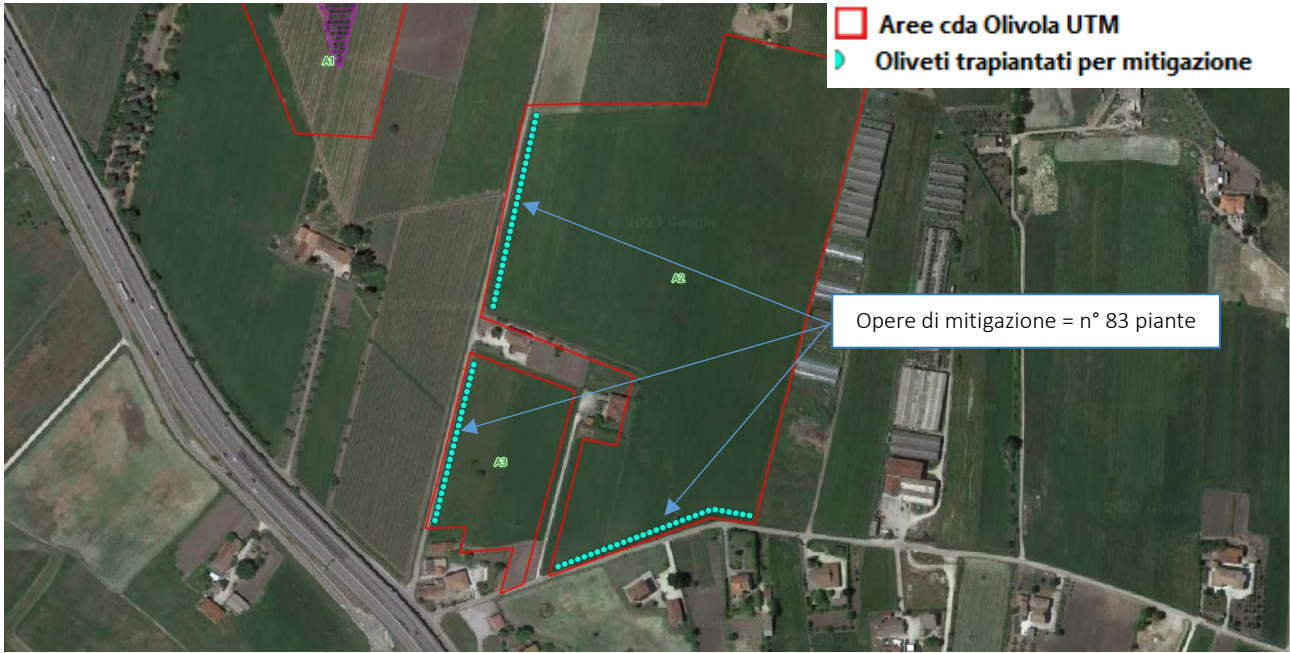 Aree cda Olivola UTM
Oliveti trapiantati per mitigazione
A1
© 2023 Google
A2
Opere di mitigazione = n° 83 piante
A3